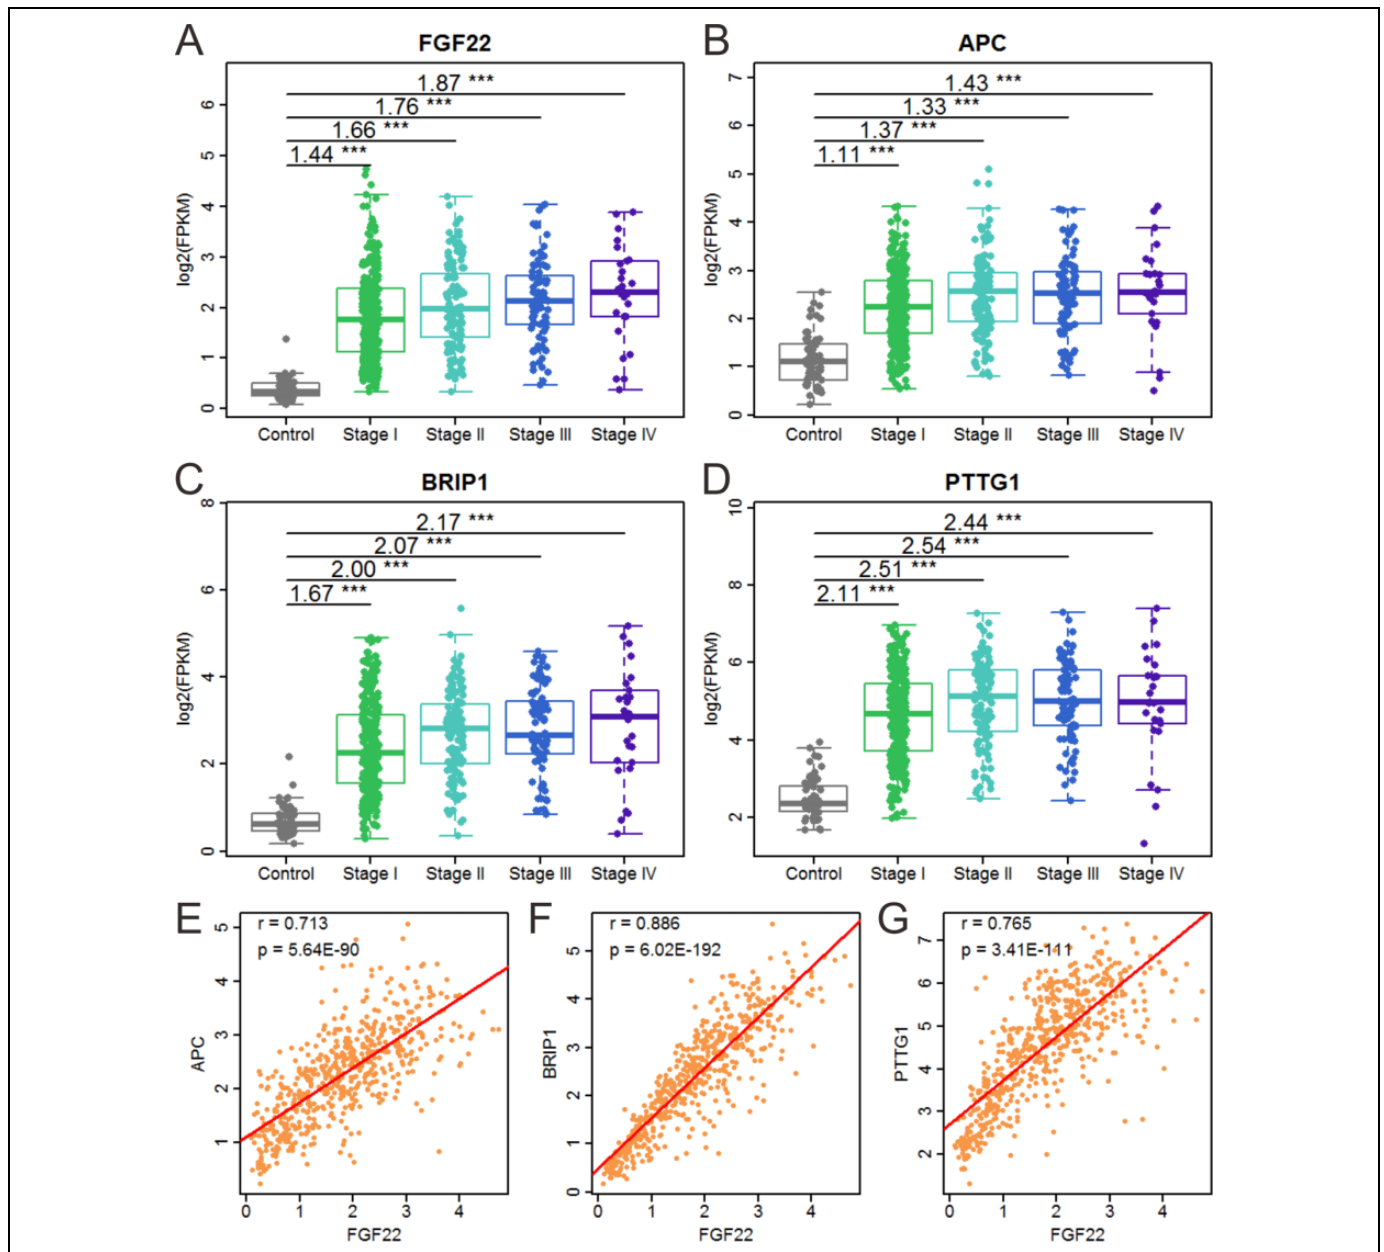 A
FGF22
log2(FPKM)
6
5
4
3
2
1
0
1.87 ***
1.76 ***
1.66 ***
1.44 ***
Control Stage I Stage II Stage III Stage IV
B
APC
log2(FPKM)
7
6
5
4
3
2
1
0
1.43 ***
1.33 ***
1.37 ***
1.11 ***
Control Stage I Stage II Stage III Stage IV
C
BRIP1
log2(FPKM)
8
6
4
2
0
2.17 ***
2.07 ***
2.00 ***
1.67 ***
Control Stage I Stage II Stage III Stage IV
D
PTTG1
log2(FPKM)
10
8
6
4
2
2.44 ***
2.54 ***
2.51 ***
2.11 ***
Control Stage I Stage II Stage III Stage IV
E
r = 0.713
p = 5.64E-90
APC
5
4
3
2
1
0 1 2 3 4
FGF22
F
r = 0.886
p = 6.02E-192
BRIP1
5
4
3
2
1
0
0 1 2 3 4
FGF22
G
r = 0.765
p = 3.41E-111
PTTG1
7
6
5
4
3
2
0 1 2 3 4
FGF22